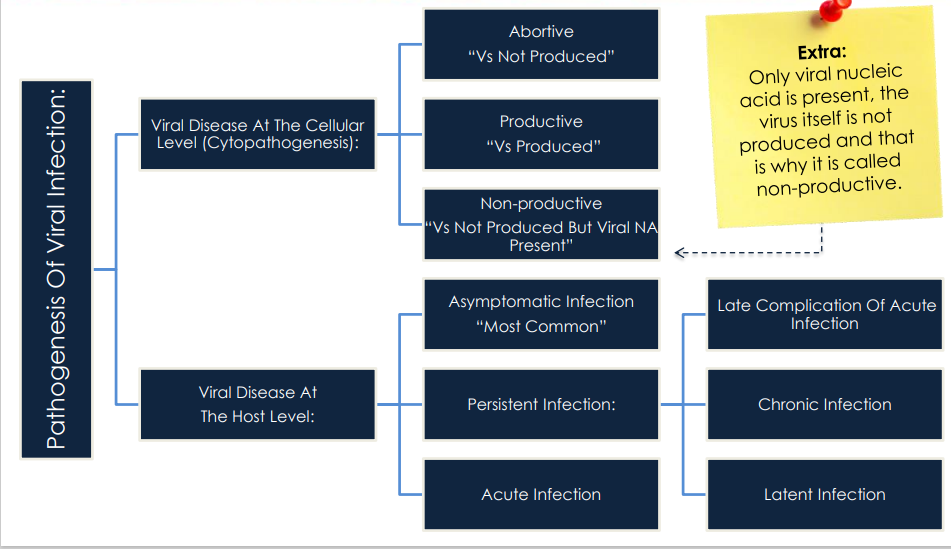 Pathogenesis Of Viral Infection:
Viral Disease At The Cellular
Level (Cytopathogenesis):
Abortive
“Vs Not Produced”
Productive
“Vs Produced”
Non-productive
“Vs Not Produced But Viral NA
Present”
Extra:
Only viral nucleic
acid is present, the
virus itself is not
produced and that
is why it is called
non-productive.
Viral Disease At
The Host Level:
Asymptomatic Infection
“Most Common”
Persistent Infection:
Acute Infection
Late Complication Of Acute
Infection
Chronic Infection
Latent Infection